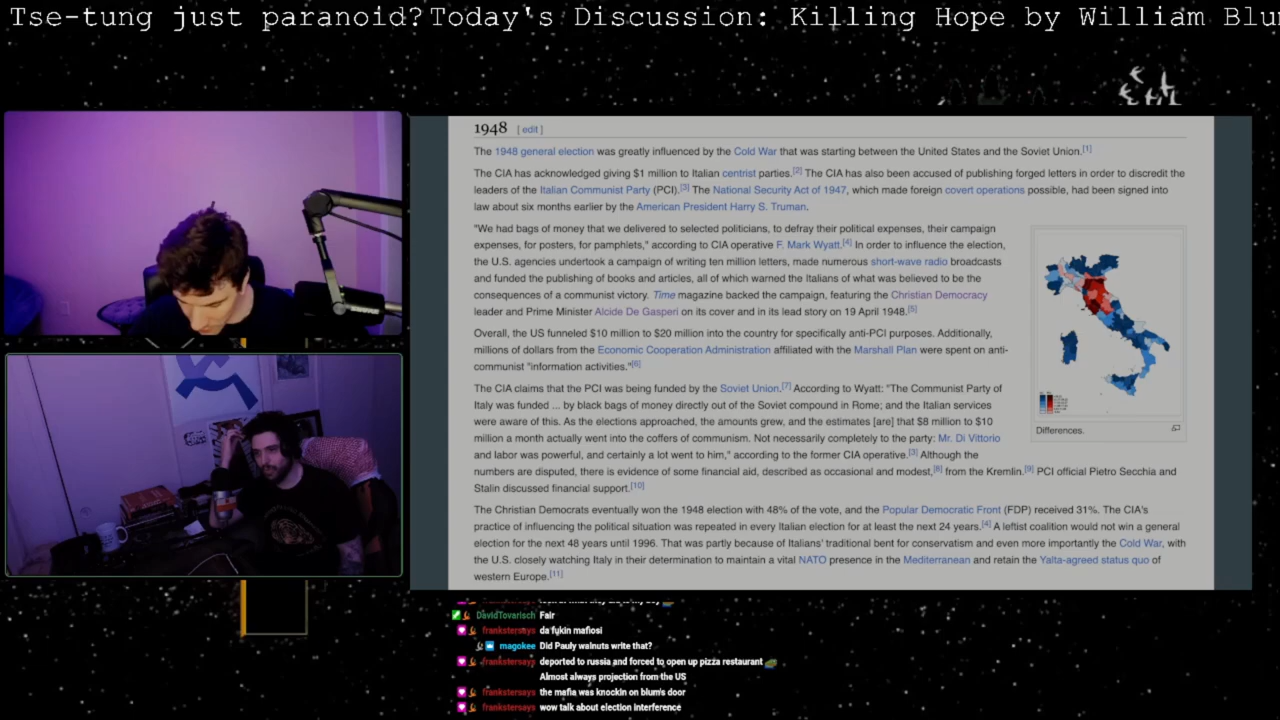 Tse-tung just paranoid? Today's Discussion: Killing Hope by William Blu
1948 [ edit ]
The 1948 general election was greatly influenced by the Cold War that was starting between the United States and the Soviet Union.[1]
The CIA has acknowledged giving $1 million to Italian centrist parties.[2] The CIA has also been accused of publishing forged letters in order to discredit the
leaders of the Italian Communist Party (PCI).[3] The National Security Act of 1947, which made foreign covert operations possible, had been signed into
law about six months earlier by the American President Harry S. Truman.
"We had bags of money that we delivered to selected politicians, to defray their political expenses, their campaign
expenses, for posters, for pamphlets," according to CIA operative F. Mark Wyatt.[4] In order to influence the election,
the U.S. agencies undertook a campaign of writing ten million letters, made numerous short-wave radio broadcasts
and funded the publishing of books and articles, all of which warned the Italians of what was believed to be the
consequences of a communist victory. Time magazine backed the campaign, featuring the Christian Democracy
leader and Prime Minister Alcide De Gasperi on its cover and in its lead story on 19 April 1948.[5]
Overall, the US funneled $10 million to $20 million into the country for specifically anti-PCI purposes. Additionally,
millions of dollars from the Economic Cooperation Administration affiliated with the Marshall Plan were spent on anti-
communist "information activities."[6]
The CIA claims that the PCI was being funded by the Soviet Union.[7] According to Wyatt: "The Communist Party of
Italy was funded ... by black bags of money directly out of the Soviet compound in Rome; and the Italian services
were aware of this. As the elections approached, the amounts grew, and the estimates [are] that $8 million to $10
million a month actually went into the coffers of communism. Not necessarily completely to the party: Mr. Di Vittorio
and labor was powerful, and certainly a lot went to him," according to the former CIA operative.[3] Although the
numbers are disputed, there is evidence of some financial aid, described as occasional and modest,[8] from the Kremlin.[9] PCI official Pietro Secchia and
Stalin discussed financial support.[10]
Differences.
The Christian Democrats eventually won the 1948 election with 48% of the vote, and the Popular Democratic Front (FDP) received 31%. The CIA's
practice of influencing the political situation was repeated in every Italian election for at least the next 24 years.[4] A leftist coalition would not win a general
election for the next 48 years until 1996. That was partly because of Italians' traditional bent for conservatism and even more importantly the Cold War, with
the U.S. closely watching Italy in their determination to maintain a vital NATO presence in the Mediterranean and retain the Yalta-agreed status quo of
western Europe.[11]
DavidTovarisch Fair
frankstersays da fukin mafiosi
magokee Did Pauly walnuts write that?
frankstersays deported to russia and forced to open up pizza restaurant
Almost always projection from the US
frankstersays the mafia was knockin on blum's door
frankstersays wow talk about election interference